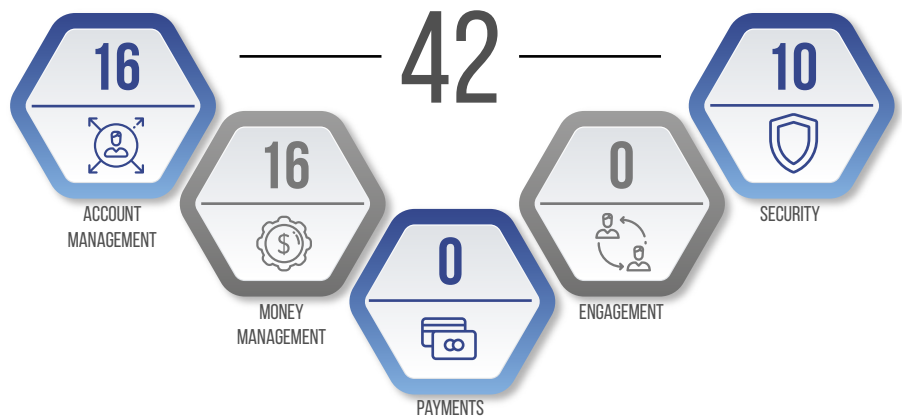 42
16
ACCOUNT
MANAGEMENT
16
$
MONEY
MANAGEMENT
0
PAYMENTS
0
ENGAGEMENT
10
SECURITY